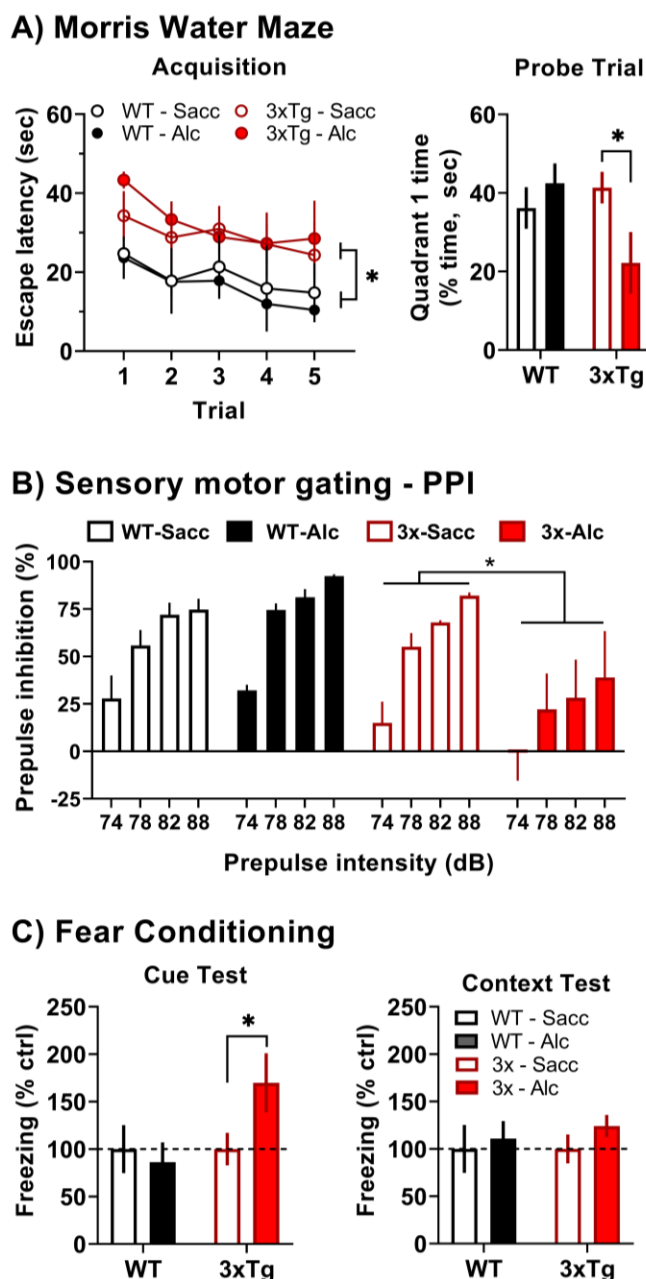 A) Morris Water Maze
Acquisition
60
40
20
0
Escape latency (sec)
WT - Sacc
3xTg - Sacc
WT - Alc
3xTg - Alc
*
1 2 3 4 5
Trial
Probe Trial
60
40
20
0
Quadrant 1 time
(% time, sec)
*
WT 3xTg
B) Sensory motor gating - PPI
WT-Sacc WT-Alc 3x-Sacc 3x-Alc
100
75
50
25
0
-25
Prepulse inhibition (%)
*
74 78 82 88 74 78 82 88 74 78 82 88 74 78 82 88
Prepulse intensity (dB)
C) Fear Conditioning
Cue Test
250
200
150
100
50
0
Freezing (% ctrl)
*
WT 3xTg
Context Test
250
200
150
100
50
0
Freezing (% ctrl)
WT - Sacc
WT - Alc
3x - Sacc
3x - Alc
WT 3xTg